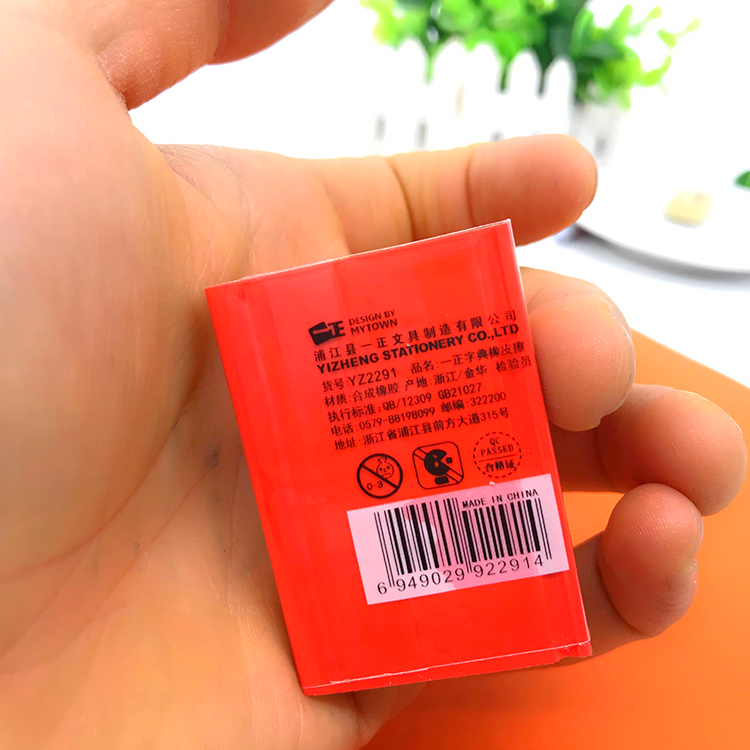 一正 DESIGN BY
MYTOWN
浦江县一正文具制造有限公司
YIZHENG STATIONERY CO.,LTD
货号 YZ2291 品名:一正字典橡皮擦
材质:合成橡胶 产地:浙江/金华 检验员
执行标准:QB/T2309 GB21027
电话:0579-88198099 邮编:322200
地址:浙江省浦江县前方大道315号
0-3
QC
PASSED
合格证
MADE IN CHINA
6 949029 922914